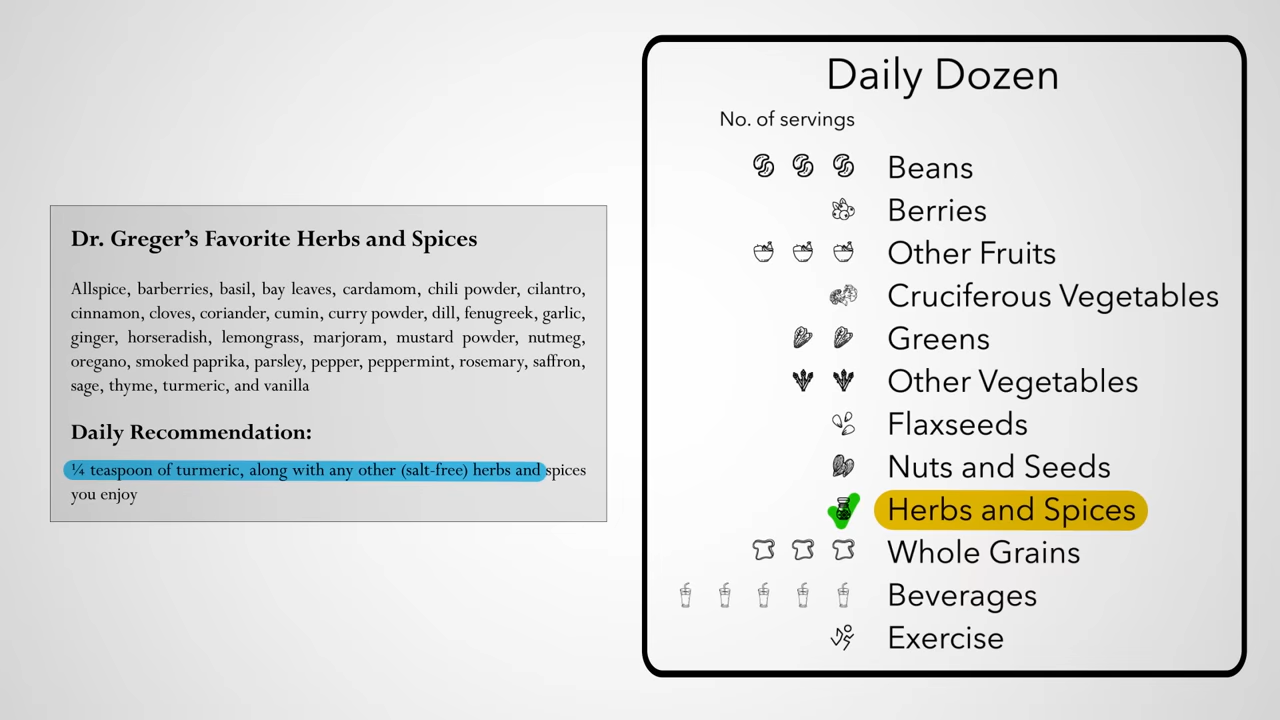 Dr. Greger’s Favorite Herbs and Spices
Allspice, barberries, basil, bay leaves, cardamom, chili powder, cilantro,
cinnamon, cloves, coriander, cumin, curry powder, dill, fenugreek, garlic,
ginger, horseradish, lemongrass, marjoram, mustard powder, nutmeg,
oregano, smoked paprika, parsley, pepper, peppermint, rosemary, saffron,
sage, thyme, turmeric, and vanilla
Daily Recommendation:
¼ teaspoon of turmeric, along with any other (salt-free) herbs and spices
you enjoy
Daily Dozen
No. of servings
Beans
Berries
Other Fruits
Cruciferous Vegetables
Greens
Other Vegetables
Flaxseeds
Nuts and Seeds
Herbs and Spices
Whole Grains
Beverages
Exercise